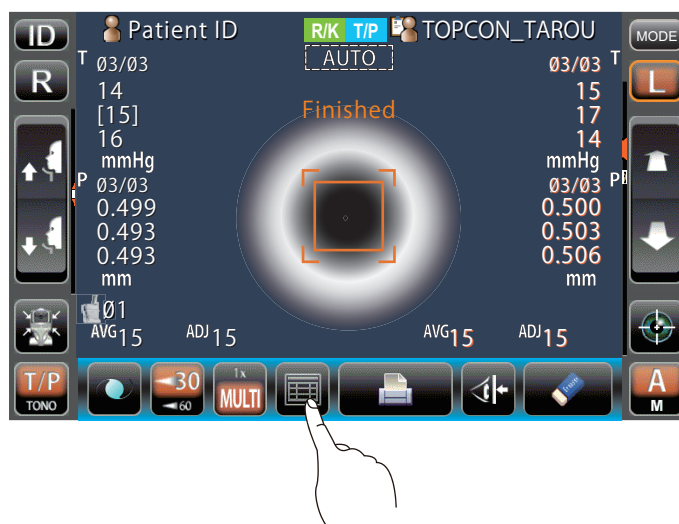 ID
Patient ID
R/K T/P
TOPCON_TAROU
MODE
AUTO
R
L
T
03/03
14
[15]
16
mmHg
P
03/03
0.499
0.493
0.493
mm
01
AVG15
ADJ15
Finished
T
03/03
15
17
14
mmHg
P
03/03
0.500
0.503
0.506
mm
AVG15
ADJ15
T/P
TONO
30
60
1x
MULTI
A
M